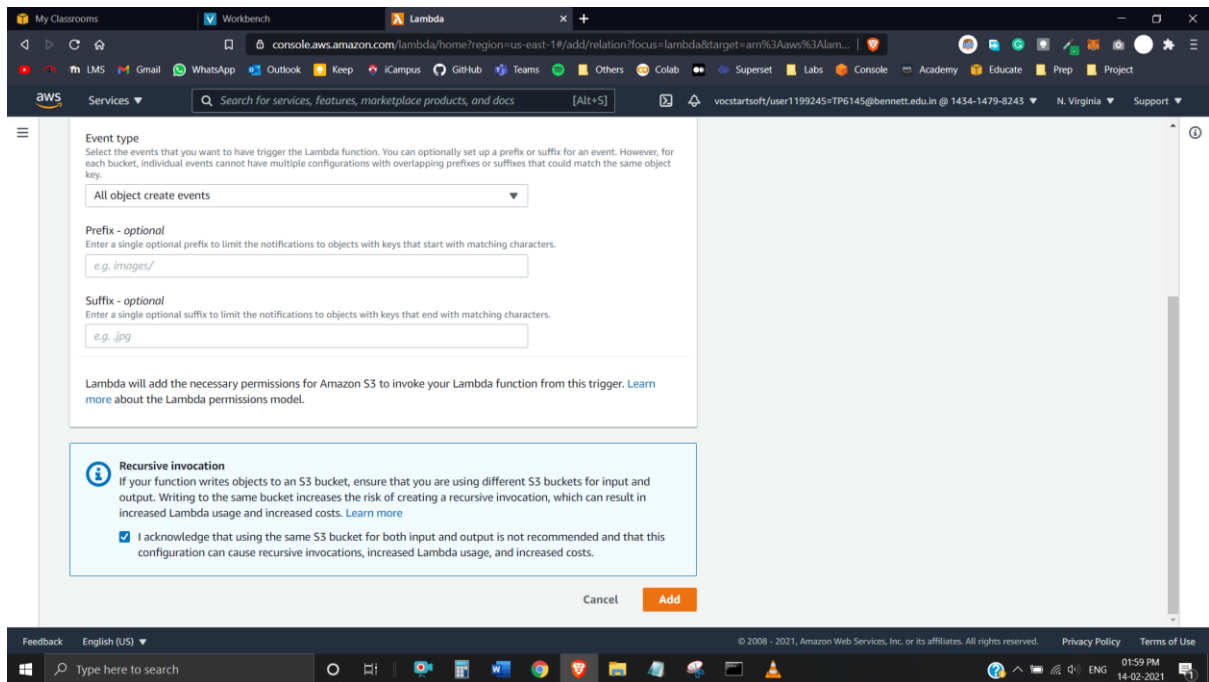 My Classrooms
Workbench
Lambda
console.aws.amazon.com/lambda/home?region=us-east-1#/add/relation?focus=lambda&target=arn%3Aaws%3Alam...
LMS Gmail WhatsApp Outlook Keep iCampus GitHub Teams Others Colab Superset Labs Console Academy Educate Prep Project
aws Services ▼ Search for services, features, marketplace products, and docs [Alt+S] vocstartsoft/user1199245=TP6145@bennett.edu.in @ 1434-1479-8243 ▼ N. Virginia ▼ Support ▼
Event type
Select the events that you want to have trigger the Lambda function. You can optionally set up a prefix or suffix for an event. However, for
each bucket, individual events cannot have multiple configurations with overlapping prefixes or suffixes that could match the same object
key.
All object create events
Prefix - optional
Enter a single optional prefix to limit the notifications to objects with keys that start with matching characters.
e.g. images/
Suffix - optional
Enter a single optional suffix to limit the notifications to objects with keys that end with matching characters.
e.g. .jpg
Lambda will add the necessary permissions for Amazon S3 to invoke your Lambda function from this trigger. Learn
more about the Lambda permissions model.
Recursive invocation
If your function writes objects to an S3 bucket, ensure that you are using different S3 buckets for input and
output. Writing to the same bucket increases the risk of creating a recursive invocation, which can result in
increased Lambda usage and increased costs. Learn more
I acknowledge that using the same S3 bucket for both input and output is not recommended and that this
configuration can cause recursive invocations, increased Lambda usage, and increased costs.
Cancel Add
Feedback English (US) ▼ © 2008 - 2021, Amazon Web Services, Inc. or its affiliates. All rights reserved. Privacy Policy Terms of Use
Type here to search
ENG
01:59 PM
14-02-2021